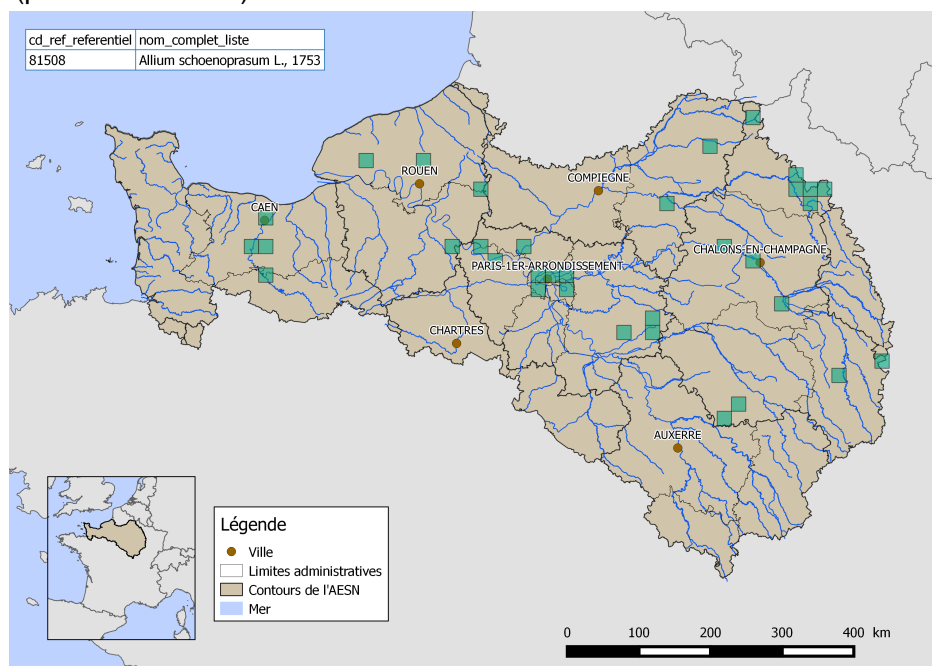 cd_ref_referentiel nom_complet_liste
81508 Allium schoenoprasum L., 1753
ROUEN
COMPIEGNE
CAEN
CHALONS-EN-CHAMPAGNE
PARIS-1ER-ARRONDISSEMENT
CHARTRES
AUXERRE
Légende
Ville
Limites administratives
Contours de l'AESN
Mer
0 100 200 300 400 km